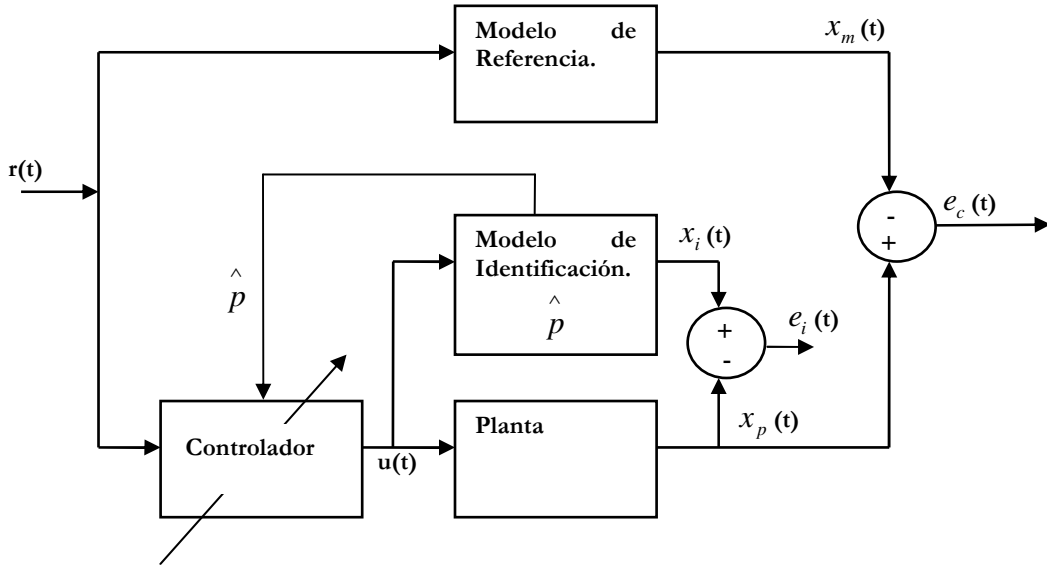 Modelo de
Referencia.
x_m (t)
r(t)
e_c (t)
-
+
Modelo de
Identificación.
p̂
x_i (t)
p̂
e_i (t)
+
-
Planta
x_p (t)
Controlador
u(t)